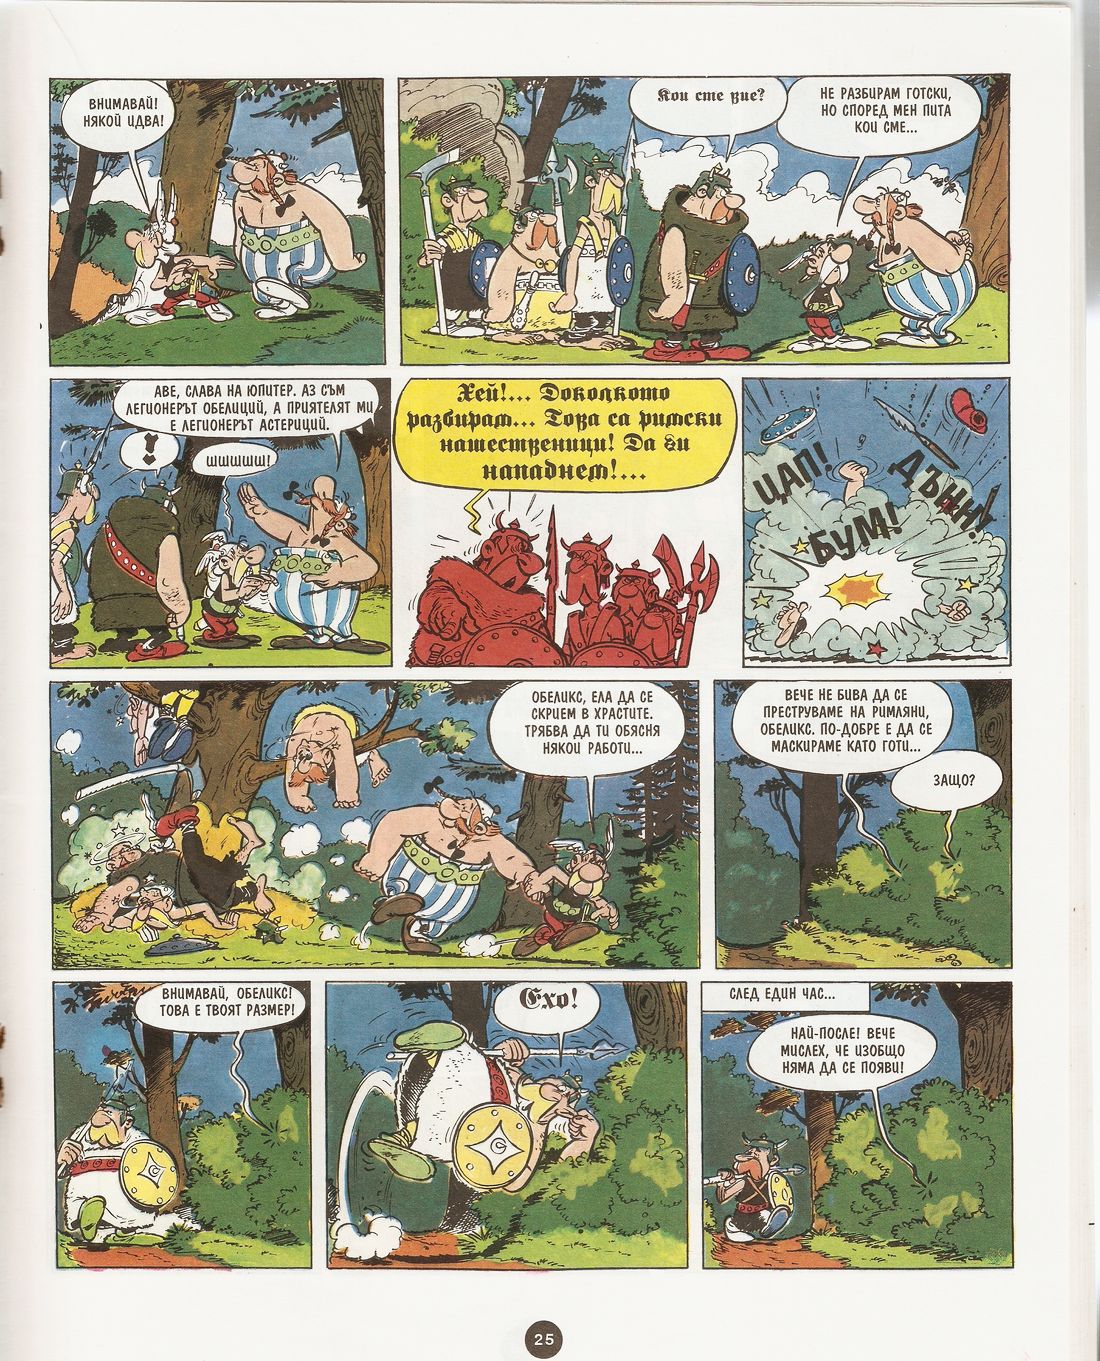 ВНИМАВАЙ!
НЯКОЙ ИДВА!
Кои сте вие?
НЕ РАЗБИРАМ ГОТСКИ,
НО СПОРЕД МЕН ПИТА
КОИ СМЕ...
АВЕ, СЛАВА НА ЮПИТЕР. АЗ СЪМ
ЛЕГИОНЕРЪТ ОБЕЛИЦИЙ, А ПРИЯТЕЛЯТ МИ
Е ЛЕГИОНЕРЪТ АСТЕРИЦИЙ.
!
ШШШШШ!
Хей!... Доколкото
разбирам... Това са римски
нашественици! Да ги
нападнем!...
ЦАП!
БУМ!
ДЪНН!
ОБЕЛИКС, ЕЛА ДА СЕ
СКРИЕМ В ХРАСТИТЕ.
ТРЯБВА ДА ТИ ОБЯСНЯ
НЯКОИ РАБОТИ...
ВЕЧЕ НЕ БИВА ДА СЕ
ПРЕСТРУВАМЕ НА РИМЛЯНИ,
ОБЕЛИКС. ПО-ДОБРЕ Е ДА СЕ
МАСКИРАМЕ КАТО ГОТИ...
ЗАЩО?
ВНИМАВАЙ, ОБЕЛИКС!
ТОВА Е ТВОЯТ РАЗМЕР!
Ехо!
СЛЕД ЕДИН ЧАС...
НАЙ-ПОСЛЕ! ВЕЧЕ
МИСЛЕХ, ЧЕ ИЗОБЩО
НЯМА ДА СЕ ПОЯВИ!
25